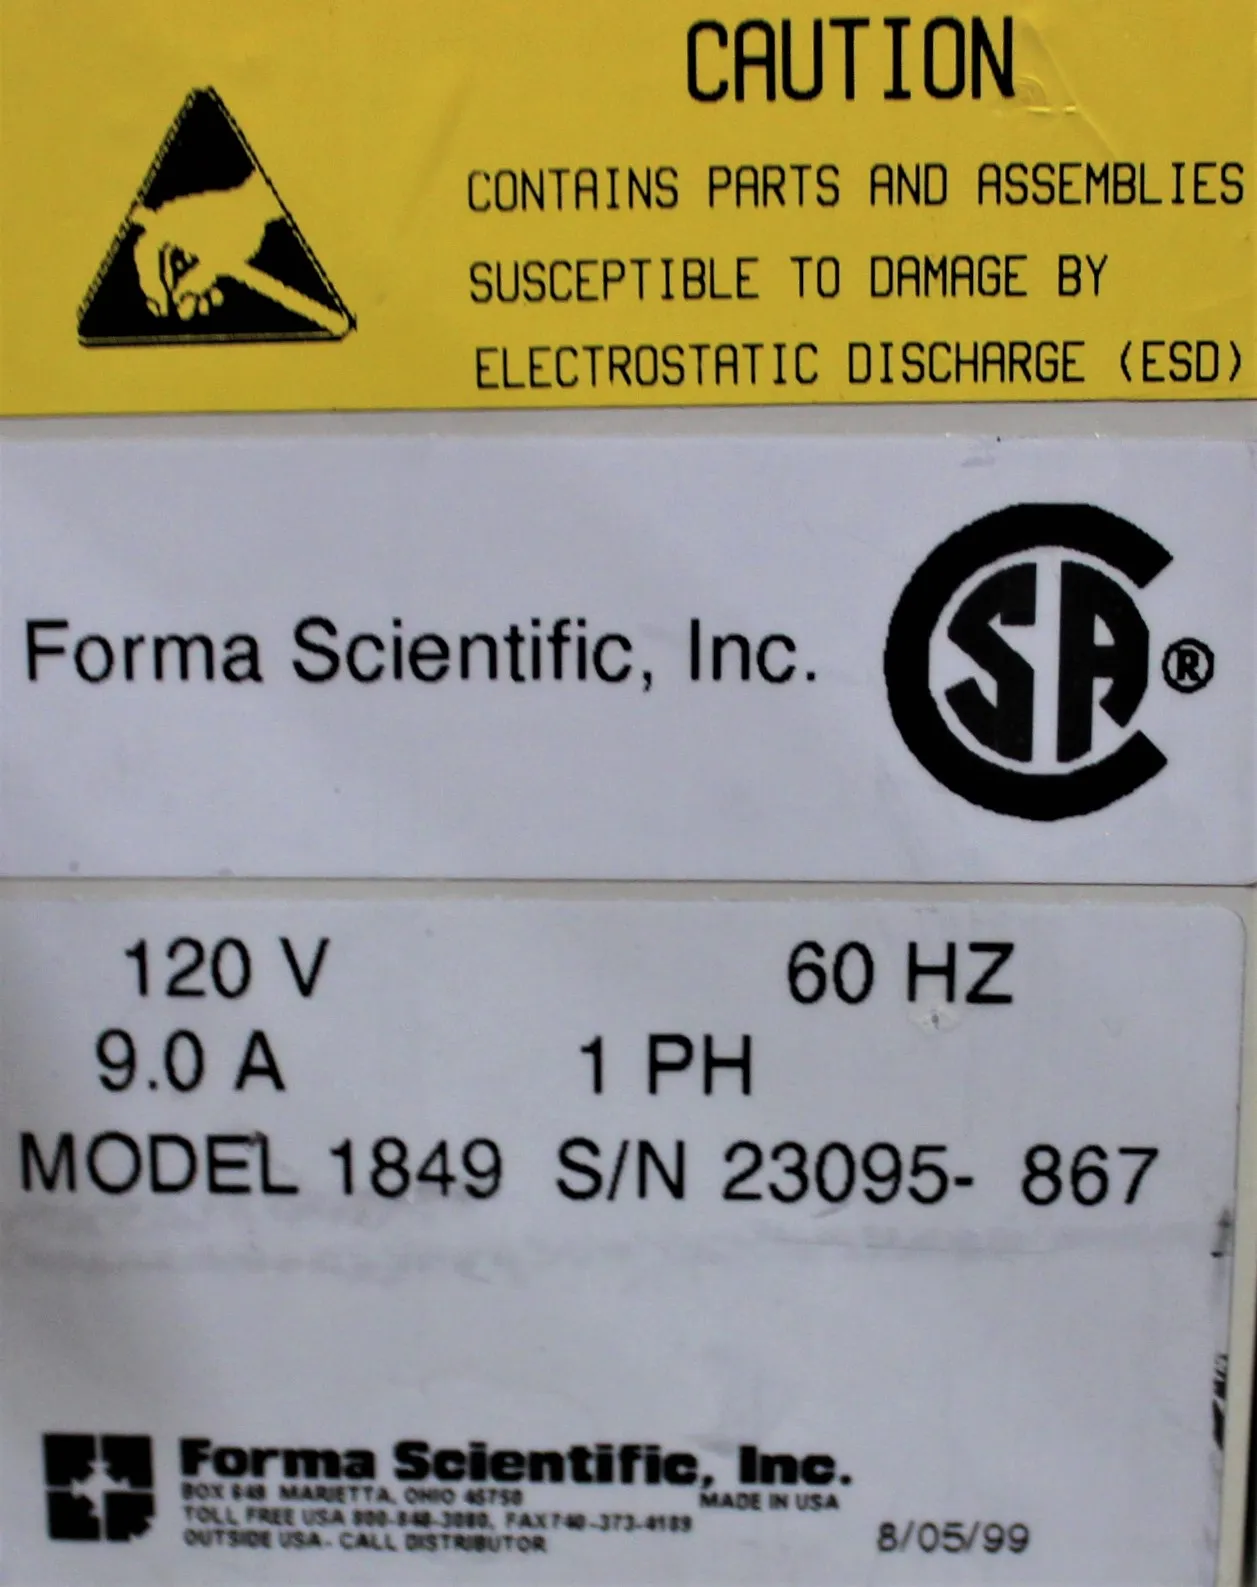 CAUTION
CONTAINS PARTS AND ASSEMBLIES
SUSCEPTIBLE TO DAMAGE BY
ELECTROSTATIC DISCHARGE (ESD)
Forma Scientific, Inc.
CSA ®
120 V 60 HZ
9.0 A 1 PH
MODEL 1849 S/N 23095- 867
Forma Scientific, Inc.
BOX 649 MARIETTA, OHIO 45750 MADE IN USA
TOLL FREE USA 800-848-3080, FAX 740-373-4189
OUTSIDE USA- CALL DISTRIBUTOR
8/05/99